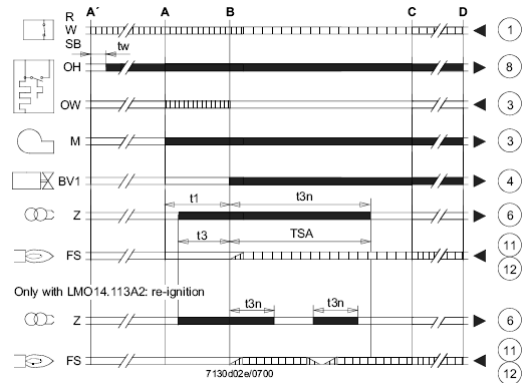 A´ A B C D
R
W 1
SB
tw
OH 8
OW 3
M 3
BV1 4
t1 t3n
Z 6
t3 TSA
FS 11
12
Only with LMO14.113A2: re-ignition
t3n t3n
Z 6
FS 11
7130d02e/0700 12